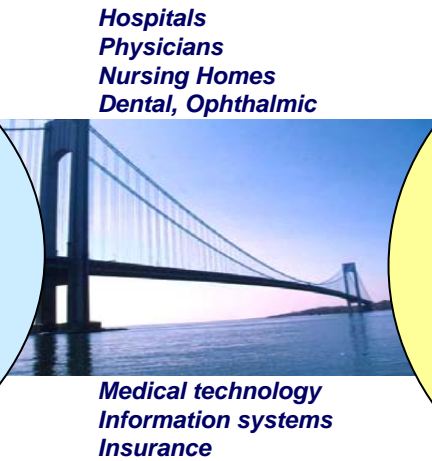 Hospitals
Physicians
Nursing Homes
Dental, Ophthalmic
Medical technology
Information systems
Insurance